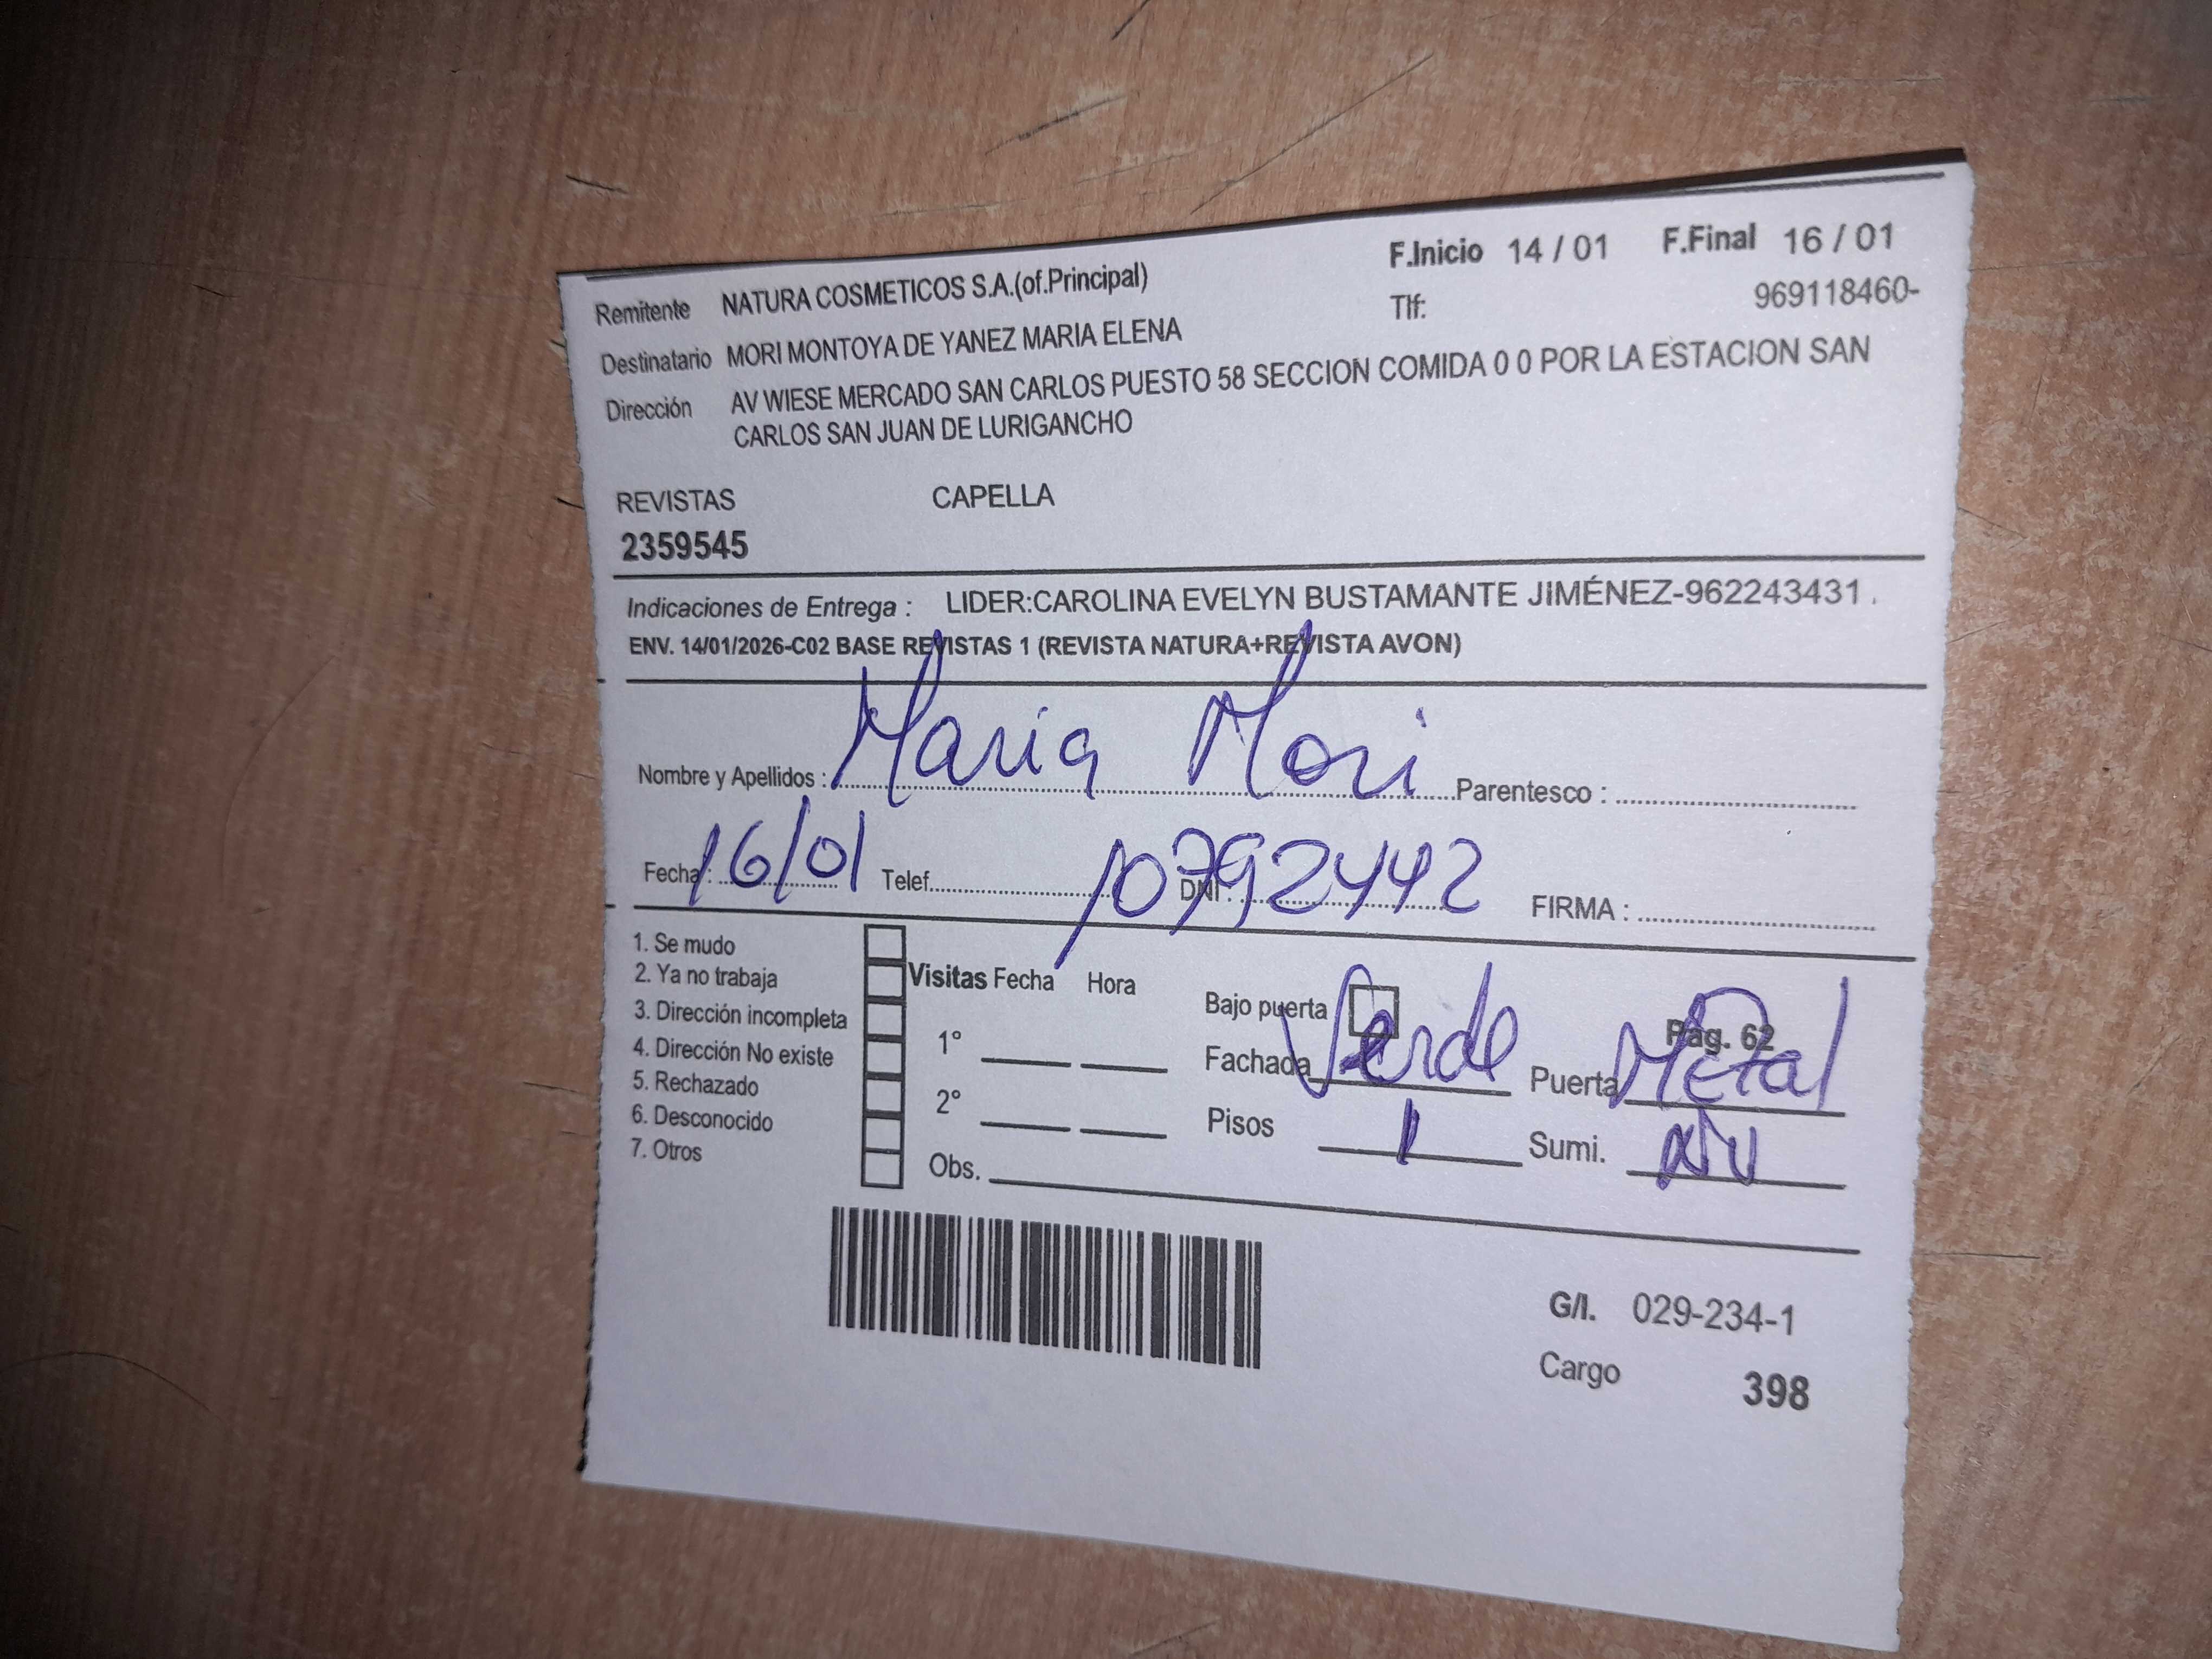 Remitente NATURA COSMETICOS S.A.(of.Principal) F.Inicio 14 / 01 F.Final 16 / 01
Destinatario MORI MONTOYA DE YANEZ MARIA ELENA Tlf: 969118460-
Dirección AV WIESE MERCADO SAN CARLOS PUESTO 58 SECCION COMIDA 0 0 POR LA ESTACION SAN
CARLOS SAN JUAN DE LURIGANCHO
REVISTAS CAPELLA
2359545
Indicaciones de Entrega : LIDER:CAROLINA EVELYN BUSTAMANTE JIMÉNEZ-962243431 .
ENV. 14/01/2026-C02 BASE REVISTAS 1 (REVISTA NATURA+REVISTA AVON)
Nombre y Apellidos : Maria Mori Parentesco :
Fecha : 16/01 Telef. DNI : 10792442 FIRMA :
1. Se mudo
2. Ya no trabaja
3. Dirección incompleta
4. Dirección No existe
5. Rechazado
6. Desconocido
7. Otros
Visitas Fecha Hora
1°
2°
Obs.
Bajo puerta Pág. 62
Fachada Verde Puerta Metal
Pisos 1 Sumi.
G/I. 029-234-1
Cargo 398